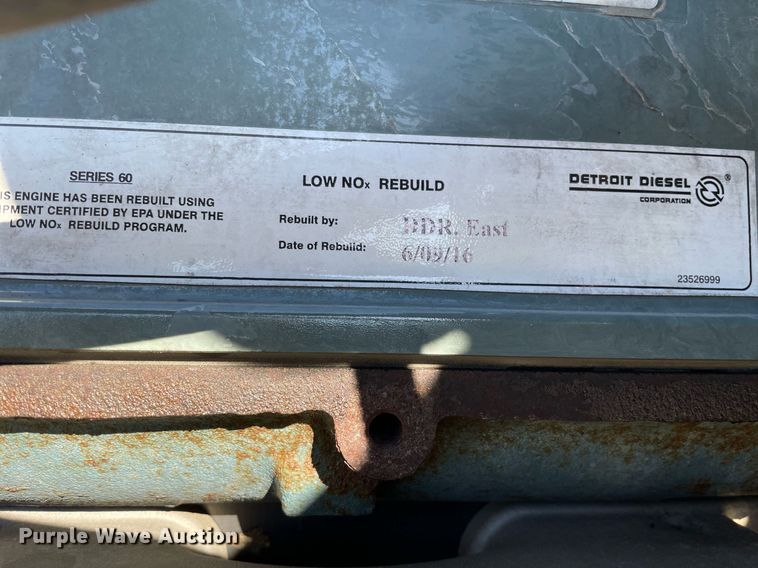 SERIES 60
IS ENGINE HAS BEEN REBUILT USING
IPMENT CERTIFIED BY EPA UNDER THE
LOW NOx REBUILD PROGRAM.
LOW NOx REBUILD
Rebuilt by: DDR. East
Date of Rebuild: 6/09/16
DETROIT DIESEL ®
CORPORATION
23526999
Purple Wave Auction®